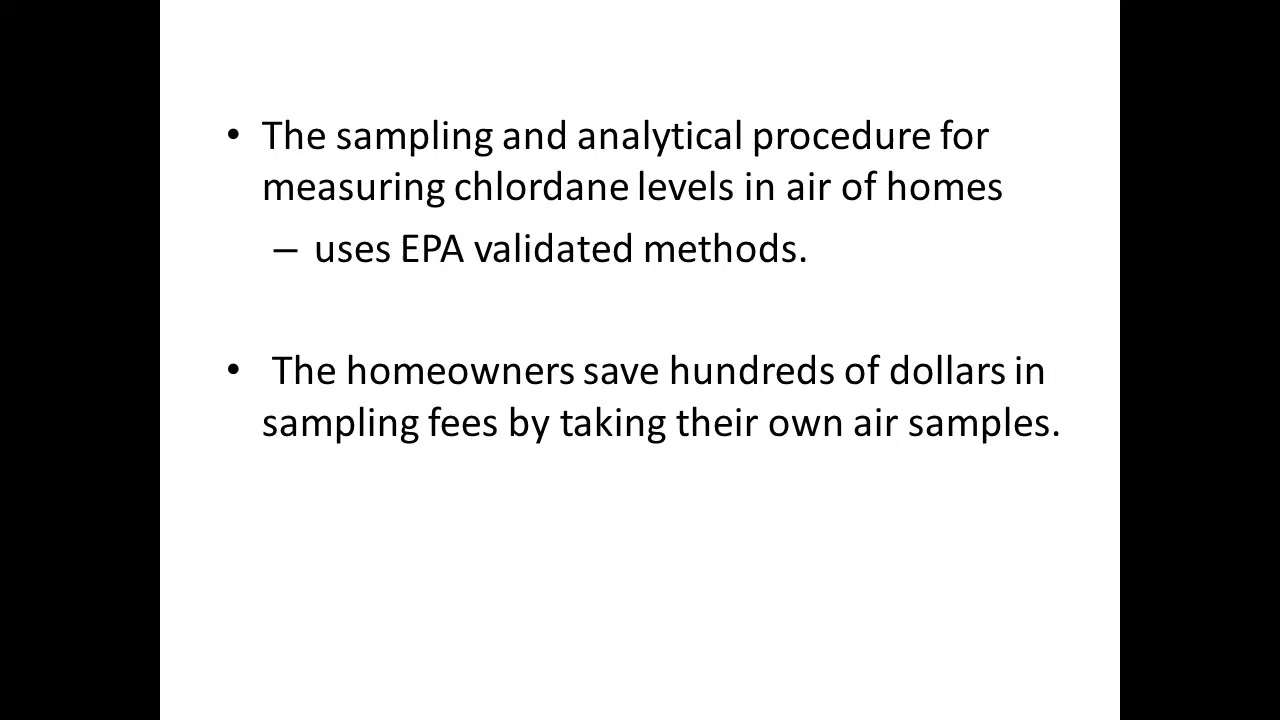 • The sampling and analytical procedure for
measuring chlordane levels in air of homes
– uses EPA validated methods.
• The homeowners save hundreds of dollars in
sampling fees by taking their own air samples.